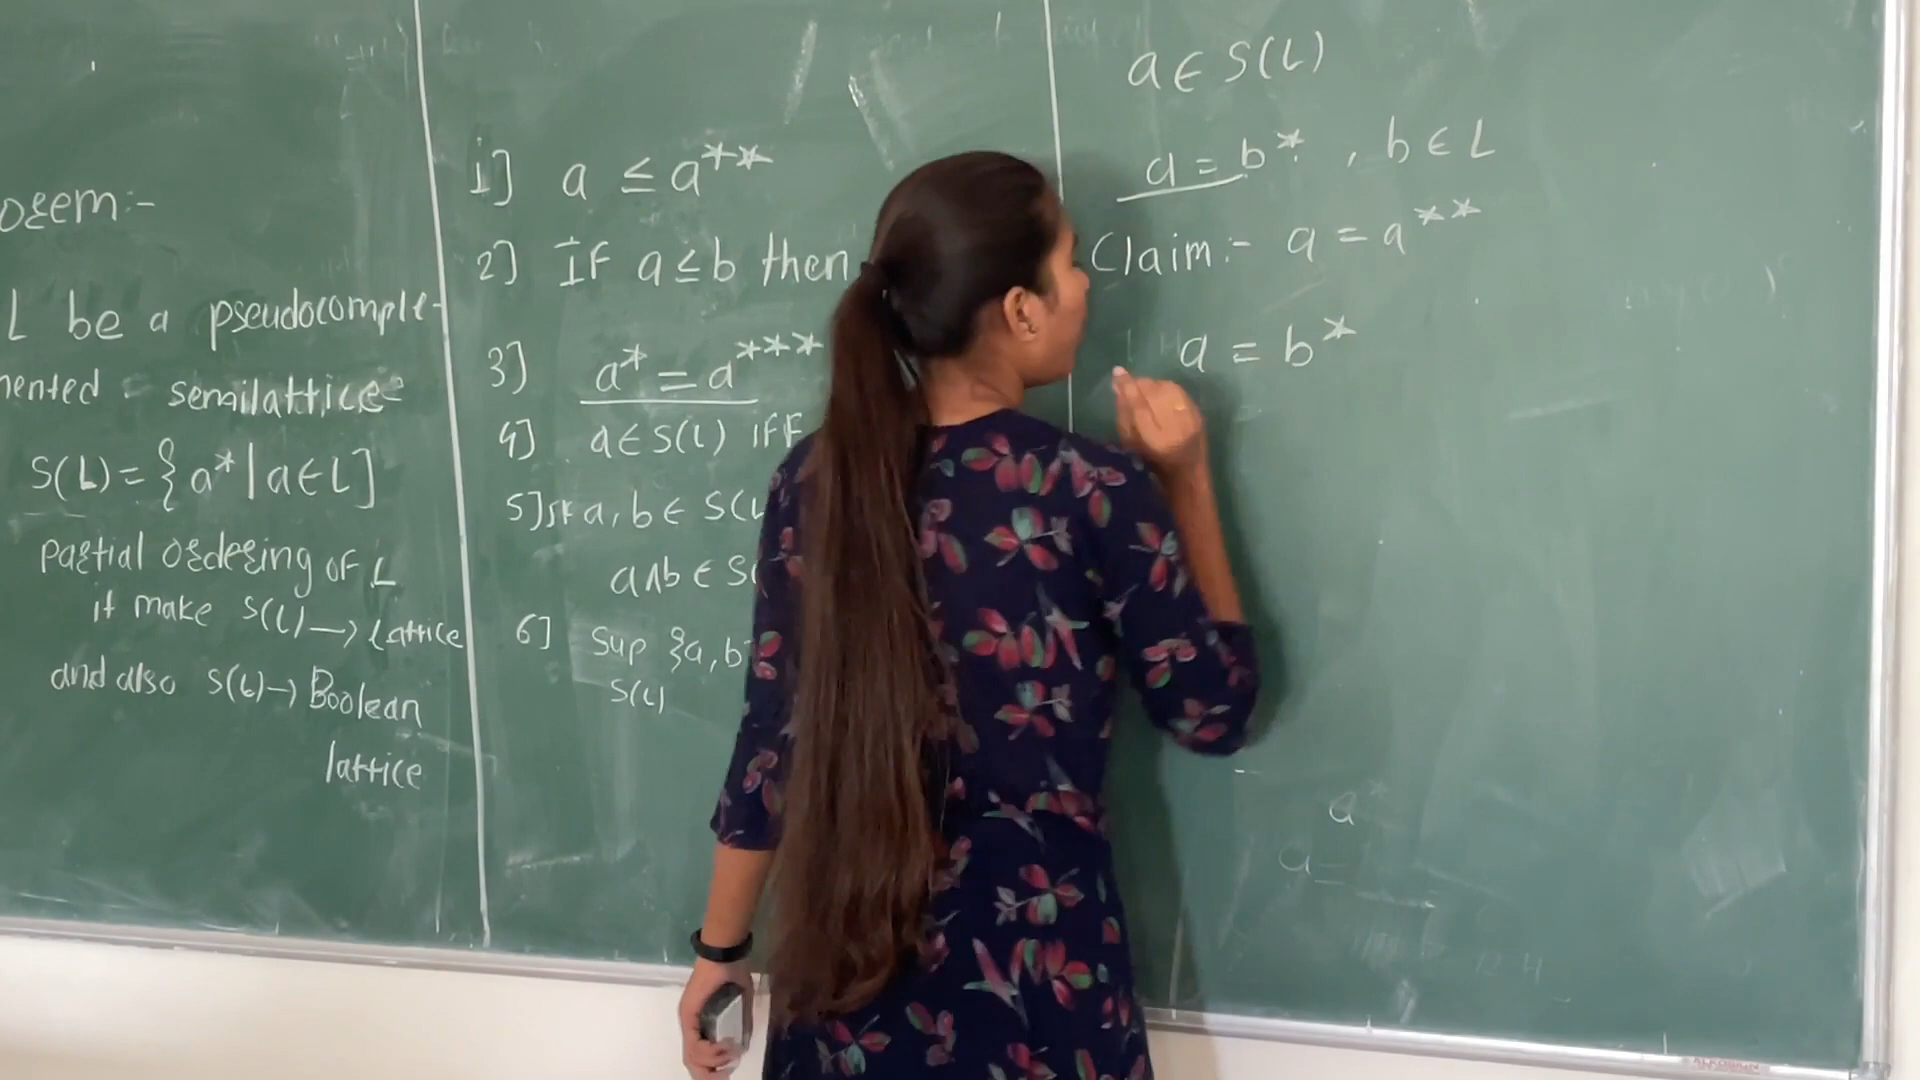 orem:-
L be a pseudocomple-
mented semilattice
S(L) = {a* | a ∈ L]
partial ordering of L
it make S(L) → lattice
and also S(L) → Boolean
lattice
1] a ≤ a**
2] If a ≤ b then
3] a* = a***
4] a ∈ S(L) IFF
5] If a, b ∈ S(L
a ∧ b ∈ S(
6] Sup {a, b
S(L)
a ∈ S(L)
a = b* , b ∈ L
Claim:- a = a**
a = b*
a*
a =